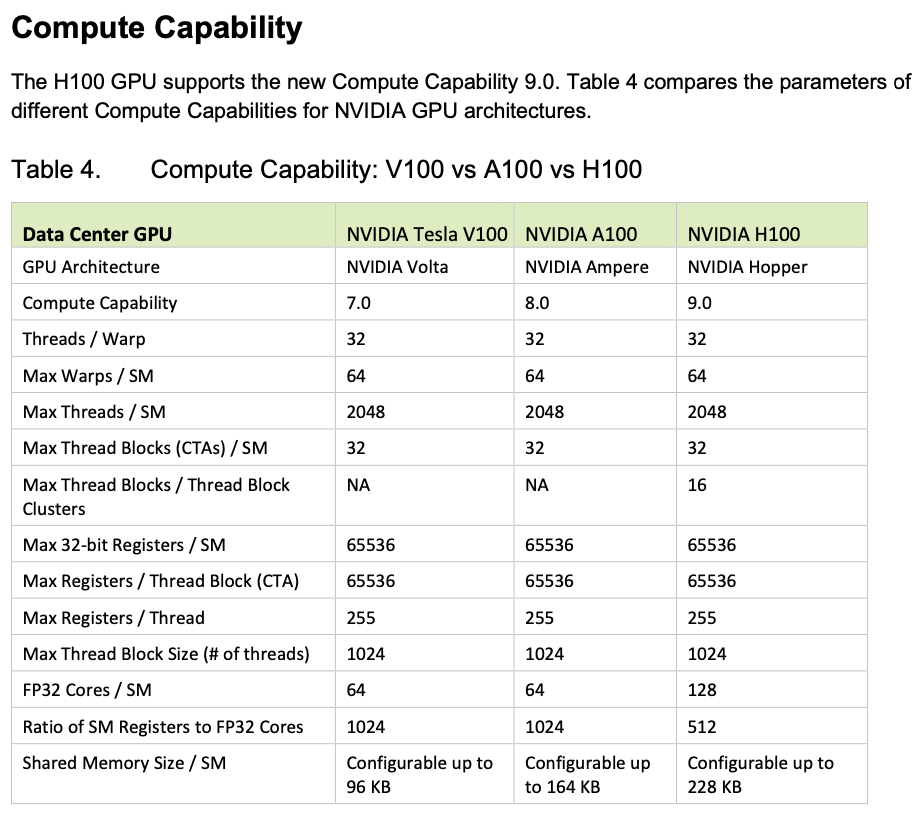 Compute Capability
The H100 GPU supports the new Compute Capability 9.0. Table 4 compares the parameters of
different Compute Capabilities for NVIDIA GPU architectures.
Table 4. Compute Capability: V100 vs A100 vs H100
Data Center GPU NVIDIA Tesla V100 NVIDIA A100 NVIDIA H100
GPU Architecture NVIDIA Volta NVIDIA Ampere NVIDIA Hopper
Compute Capability 7.0 8.0 9.0
Threads / Warp 32 32 32
Max Warps / SM 64 64 64
Max Threads / SM 2048 2048 2048
Max Thread Blocks (CTAs) / SM 32 32 32
Max Thread Blocks / Thread Block NA NA 16
Clusters
Max 32-bit Registers / SM 65536 65536 65536
Max Registers / Thread Block (CTA) 65536 65536 65536
Max Registers / Thread 255 255 255
Max Thread Block Size (# of threads) 1024 1024 1024
FP32 Cores / SM 64 64 128
Ratio of SM Registers to FP32 Cores 1024 1024 512
Shared Memory Size / SM Configurable up to Configurable up Configurable up to
96 KB to 164 KB 228 KB